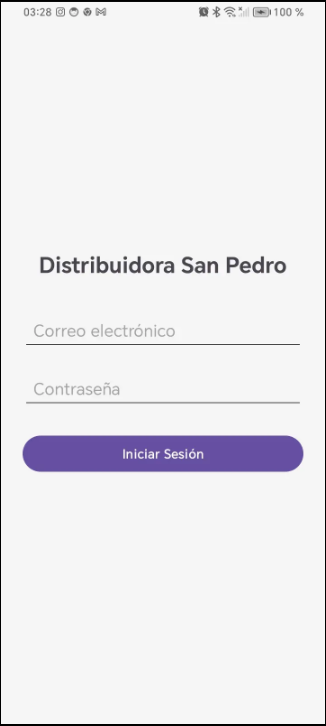 03:28 100 %
Distribuidora San Pedro
Correo electrónico
Contraseña
Iniciar Sesión